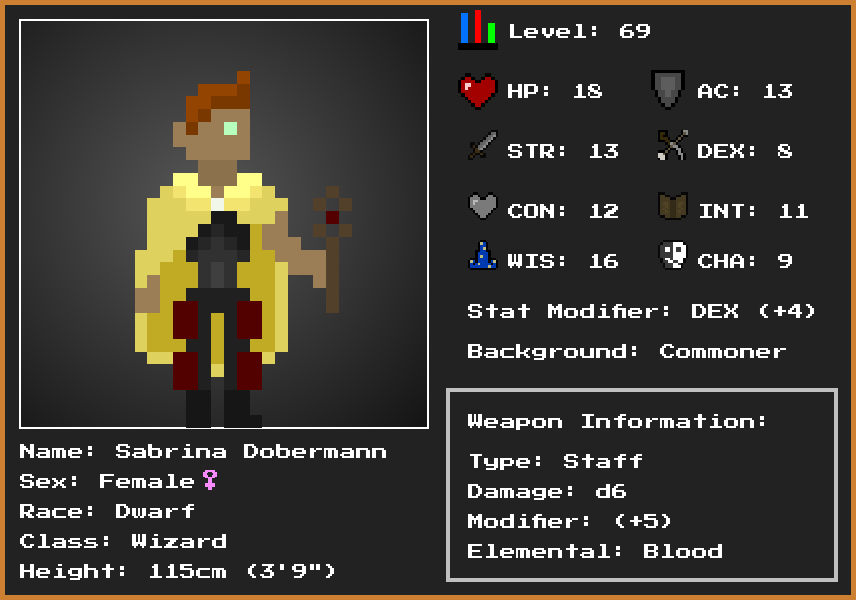 Level: 69
HP: 18
AC: 13
STR: 13
DEX: 8
CON: 12
INT: 11
WIS: 16
CHA: 9
Stat Modifier: DEX (+4)
Background: Commoner
Weapon Information:
Type: Staff
Damage: d6
Modifier: (+5)
Elemental: Blood
Name: Sabrina Dobermann
Sex: Female♀
Race: Dwarf
Class: Wizard
Height: 115cm (3'9")